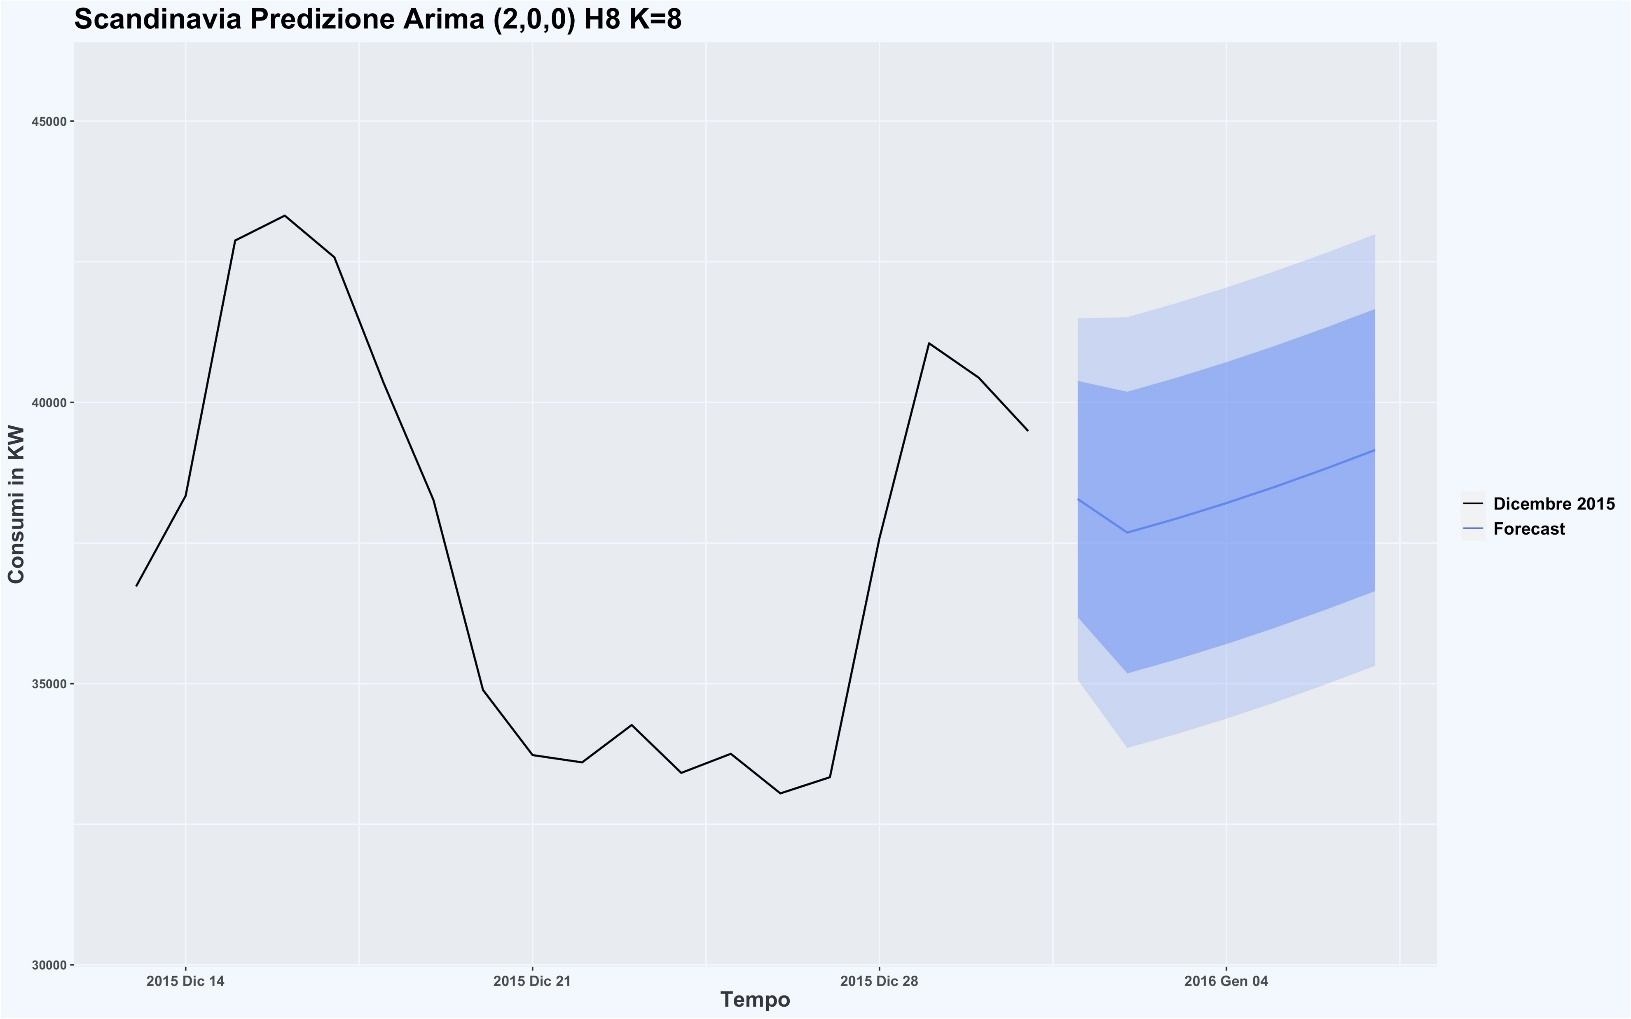 Scandinavia Predizione Arima (2,0,0) H8 K=8
45000
40000
35000
30000
Consumi in KW
2015 Dic 14
2015 Dic 21
2015 Dic 28
2016 Gen 04
Tempo
Dicembre 2015
Forecast